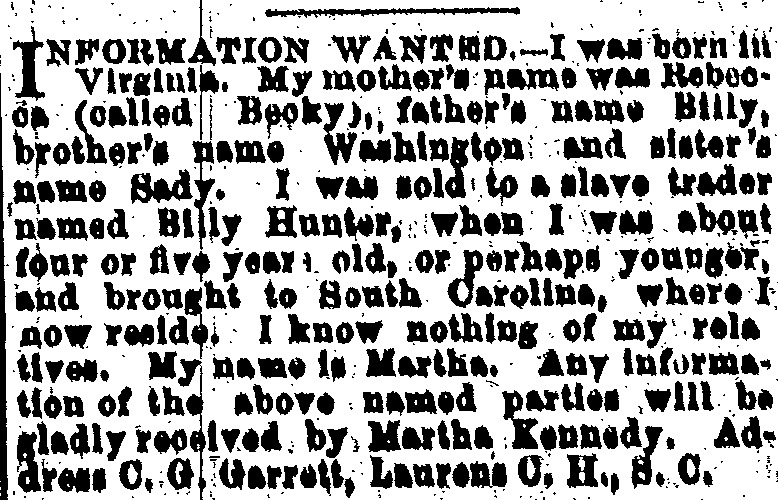 INFORMATION WANTED.—I was born in
Virginia. My mother's name was Rebec-
ca (called Becky), father's name Billy,
brother's name Washington and sister's
name Sady. I was sold to a slave trader
named Billy Hunter, when I was about
four or five years old, or perhaps younger,
and brought to South Carolina, where I
now reside. I know nothing of my rela
tives. My name is Martha. Any informa-
tion of the above named parties will be
gladly received by Martha Kennedy. Ad-
dress C. G. Garrett, Laurens C. H., S. C.